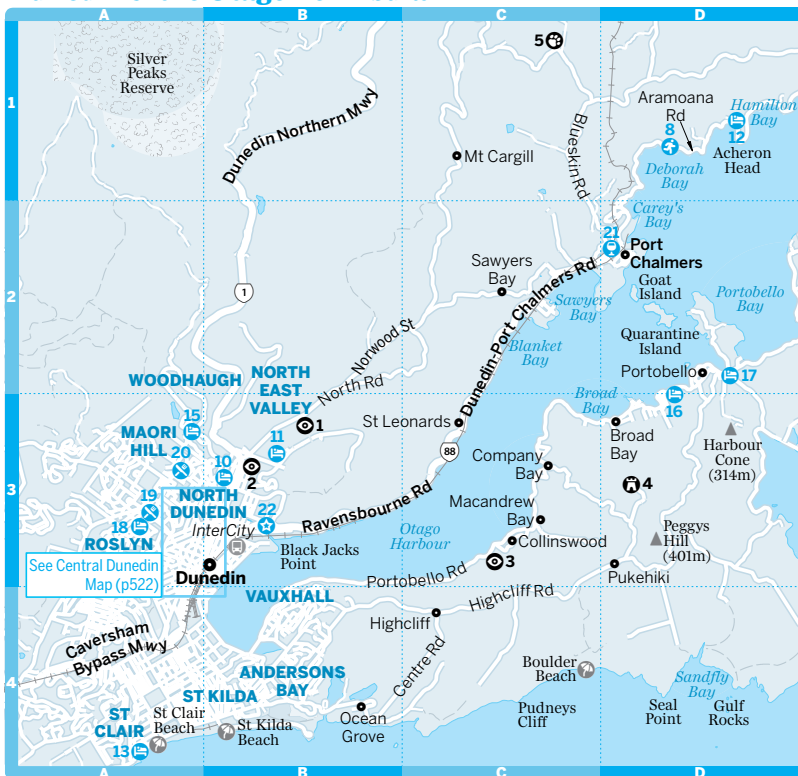 A
B
C
D
1
2
3
4
Silver
Peaks
Reserve
Dunedin Northern Mwy
5
Mt Cargill
Blueskin Rd
Aramoana
Rd
Hamilton
Bay
8
12
Acheron
Head
Deborah
Bay
Carey's
Bay
21
Port
Chalmers
Sawyers
Bay
Goat
Island
Portobello
Bay
Sawyers
Bay
Dunedin-Port Chalmers Rd
1
Norwood St
Blanket
Bay
Quarantine
Island
WOODHAUGH
NORTH
EAST
VALLEY
North Rd
Portobello
17
16
Broad
Bay
15
1
MAORI
HILL
11
St Leonards
Broad
Bay
Harbour
Cone
(314m)
20
10
2
88
Company
Bay
4
19
NORTH
DUNEDIN
22
Ravensbourne Rd
Macandrew
Bay
18
ROSLYN
InterCity
Otago
Harbour
Collinswood
Peggys
Hill
(401m)
Black Jacks
Point
3
See Central Dunedin
Map (p522)
Dunedin
Portobello Rd
Pukehiki
VAUXHALL
Highcliff Rd
Highcliff
Caversham
Bypass Mwy
Centre Rd
ANDERSONS
BAY
Boulder
Beach
Sandfly
Bay
ST KILDA
ST
CLAIR
St Clair
Beach
St Kilda
Beach
Ocean
Grove
Pudneys
Cliff
Seal
Point
Gulf
Rocks
13
A
B
C
D